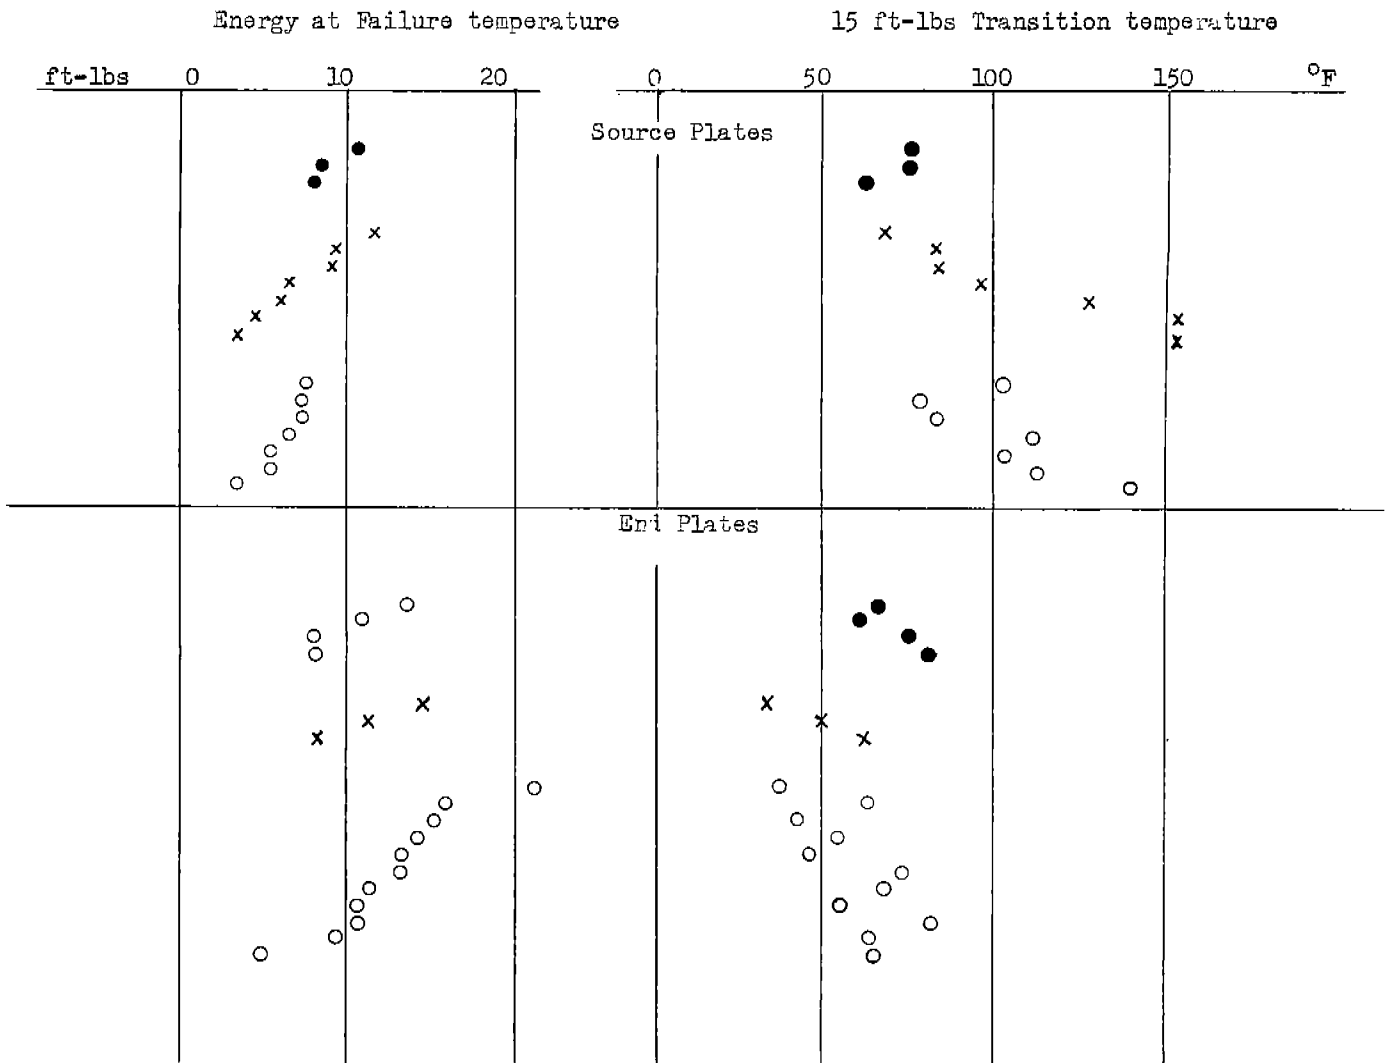 Energy at Failure temperature
15 ft-lbs Transition temperature
ft-lbs 0 10 20
0 50 100 150 °F
Source Plates
End Plates